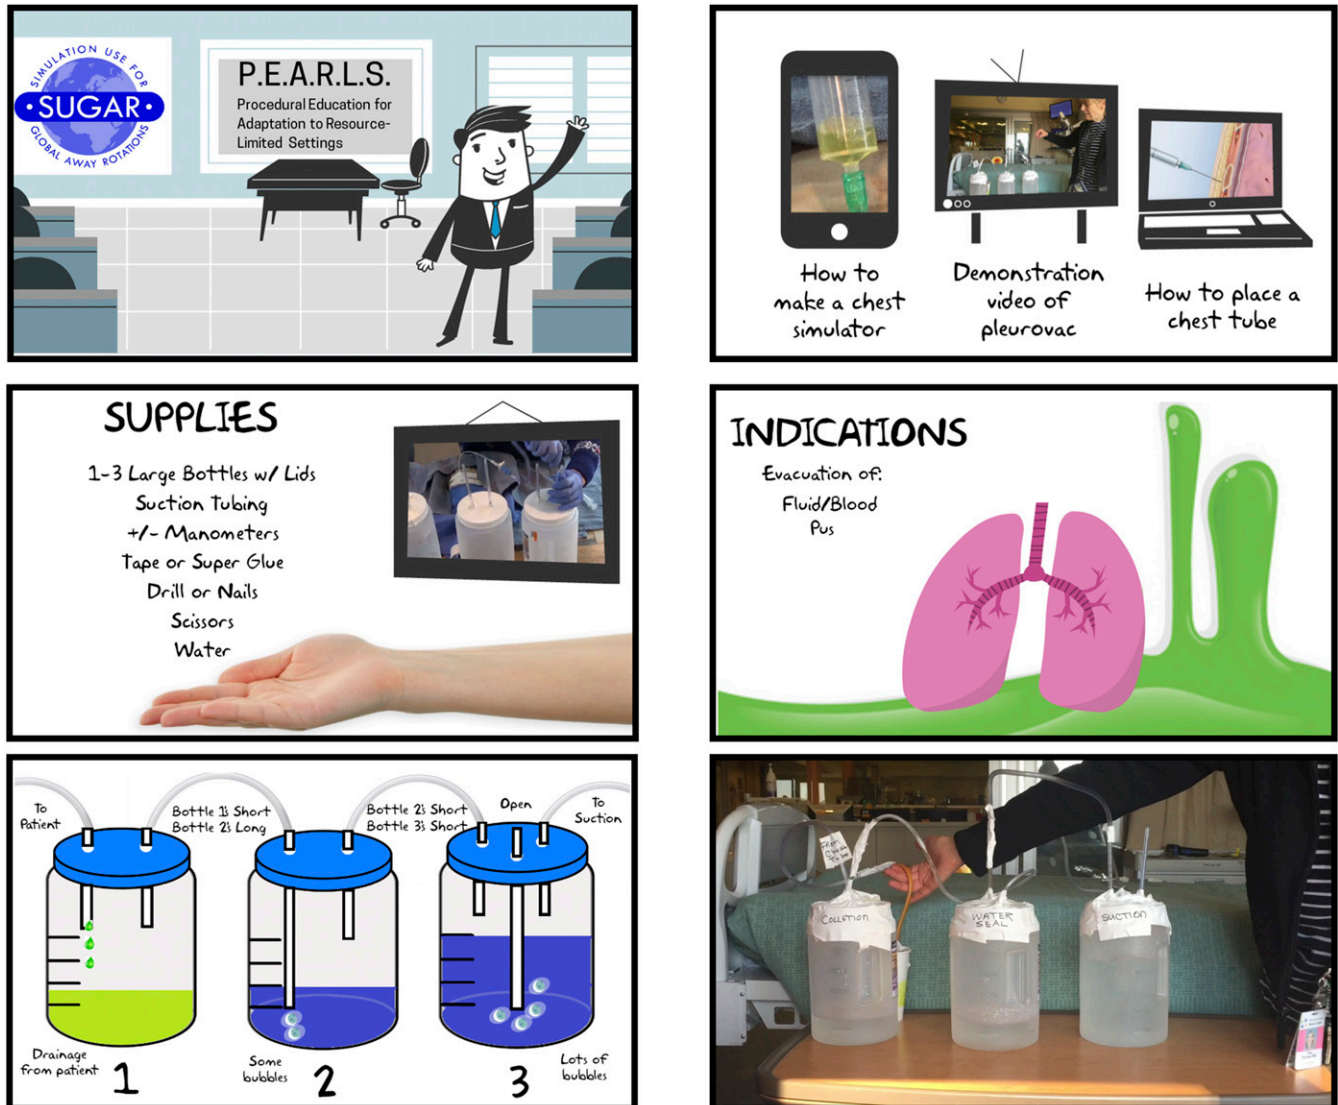 SIMULATION USE FOR
SUGAR
GLOBAL AWAY ROTATIONS
P.E.A.R.L.S.
Procedural Education for
Adaptation to Resource-
Limited Settings
How to
make a chest
simulator
Demonstration
video of
pleurovac
How to place a
chest tube
SUPPLIES
1-3 Large Bottles w/ Lids
Suction Tubing
+/- Manometers
Tape or Super Glue
Drill or Nails
Scissors
Water
INDICATIONS
Evacuation of:
Fluid/Blood
Pus
To
Patient
Bottle 1's Short
Bottle 2's Long
Bottle 2's Short
Bottle 3's Short
Open
To
Suction
Drainage
from patient
1
Some
bubbles
2
3
Lots of
bubbles
From
Chest
Tube
COLLETION
WATER
SEAL
SUCTION